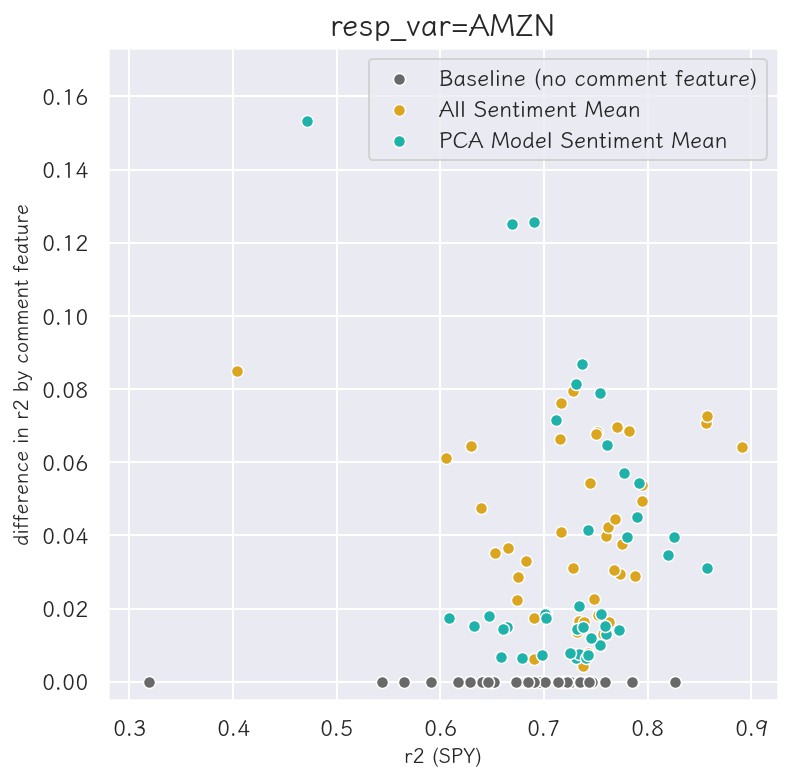 resp_var=AMZN
Baseline (no comment feature)
All Sentiment Mean
PCA Model Sentiment Mean
difference in r2 by comment feature
0.16
0.14
0.12
0.10
0.08
0.06
0.04
0.02
0.00
0.3 0.4 0.5 0.6 0.7 0.8 0.9
r2 (SPY)